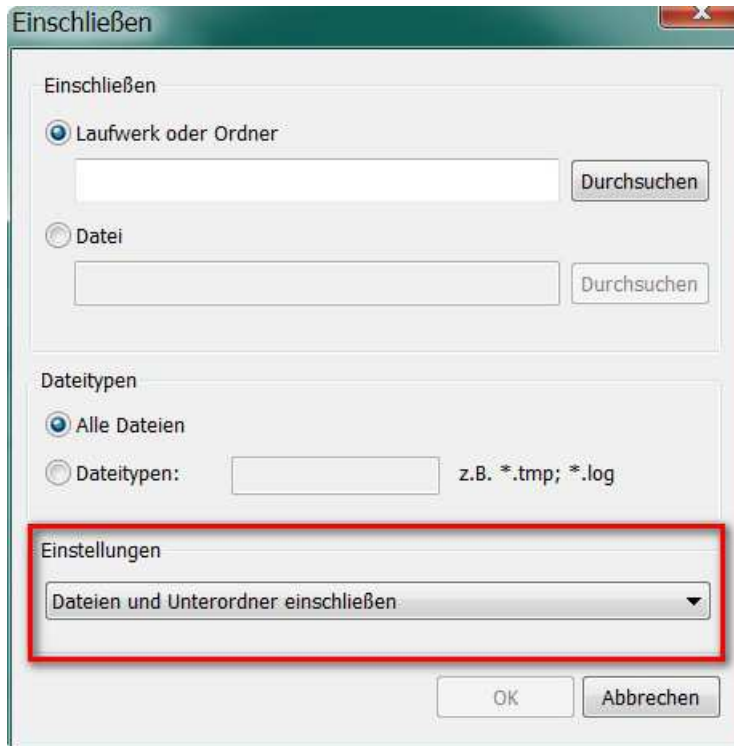 Einschließen
Einschließen
Laufwerk oder Ordner
Durchsuchen
Datei
Durchsuchen
Dateitypen
Alle Dateien
Dateitypen: z.B. *.tmp; *.log
Einstellungen
Dateien und Unterordner einschließen
OK Abbrechen